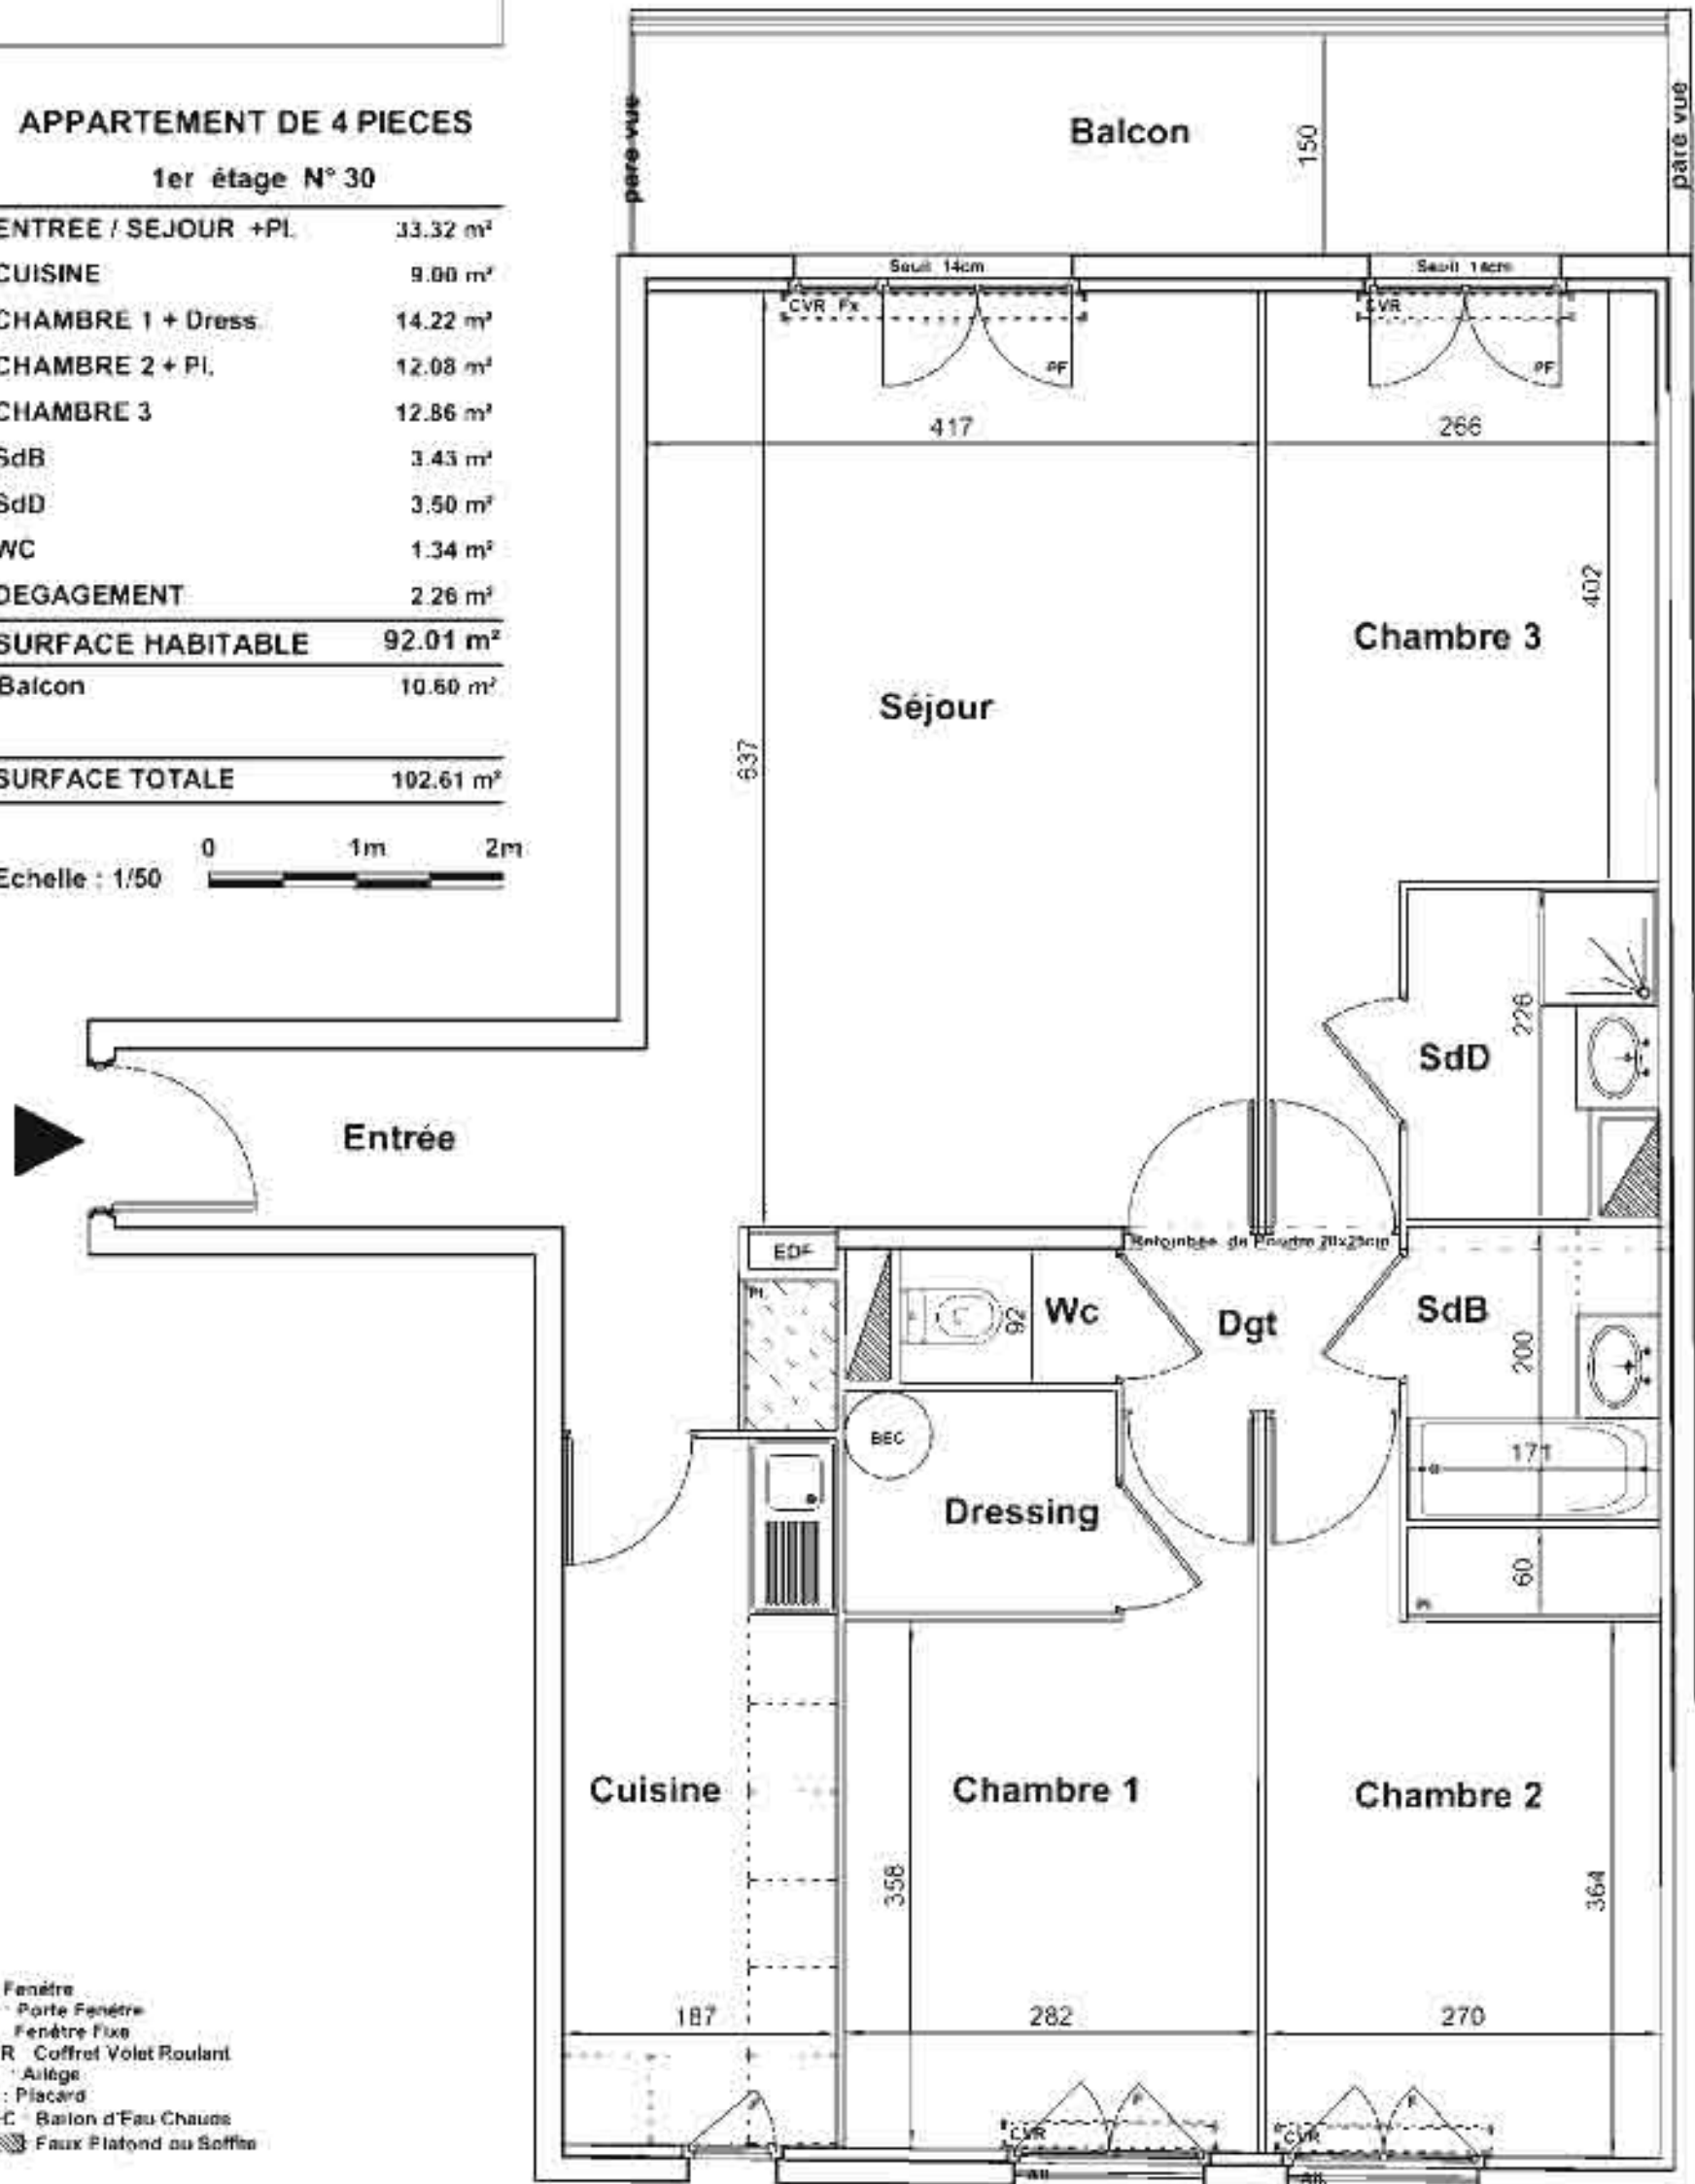 APPARTEMENT DE 4 PIECES
1er étage N° 30
ENTREE / SEJOUR +Pl. 33.32 m²
CUISINE 9.00 m²
CHAMBRE 1 + Dress. 14.22 m²
CHAMBRE 2 + Pl. 12.08 m²
CHAMBRE 3 12.86 m²
SdB 3.43 m²
SdD 3.50 m²
WC 1.34 m²
DEGAGEMENT 2.26 m²
SURFACE HABITABLE 92.01 m²
Balcon 10.60 m²
SURFACE TOTALE 102.61 m²
0 1m 2m
Echelle : 1/50
pare vue
Balcon
150
pare vue
Seuil 14cm
Seuil 14cm
CVR Fx
PF
CVR
PF
417
266
402
Chambre 3
Séjour
637
226
SdD
Entrée
EDF
Retombée de Poutre 20x25cm
Pl.
92
Wc
Dgt
SdB
200
BEC
171
Dressing
60
Pl
Cuisine
Chambre 1
Chambre 2
358
364
187
282
270
F
F
F
CVR
CVR
All.
All.
Fenêtre
: Porte Fenêtre
Fenêtre Fixe
R Coffret Volet Roulant
: Allège
: Placard
C : Ballon d'Eau Chaude
: Faux Plafond ou Soffite